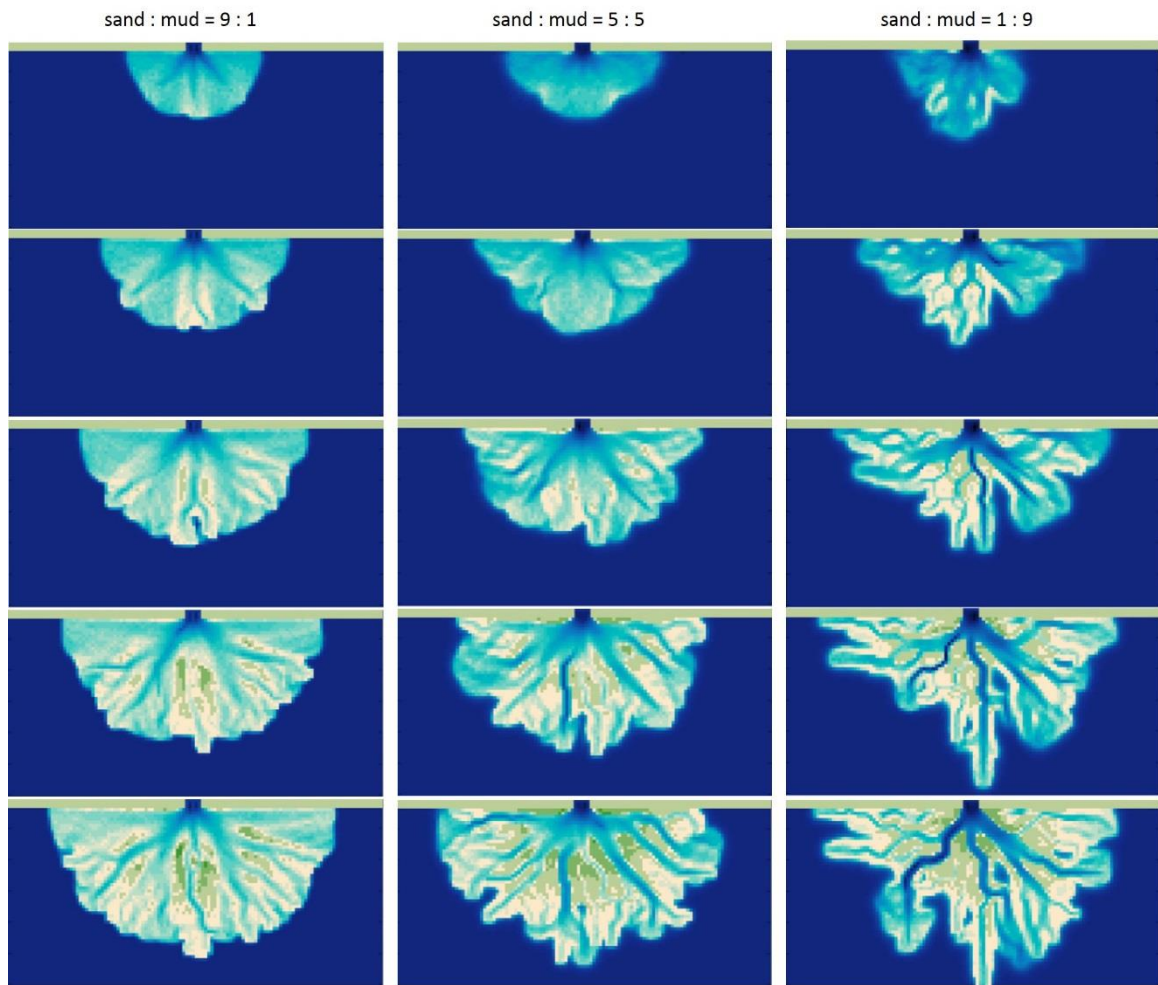 sand : mud = 9 : 1
sand : mud = 5 : 5
sand : mud = 1 : 9